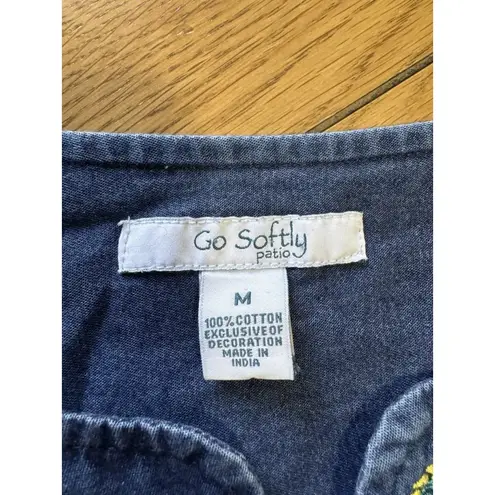 Go Softly
patio
M
100% COTTON
EXCLUSIVE OF
DECORATION
MADE IN
INDIA